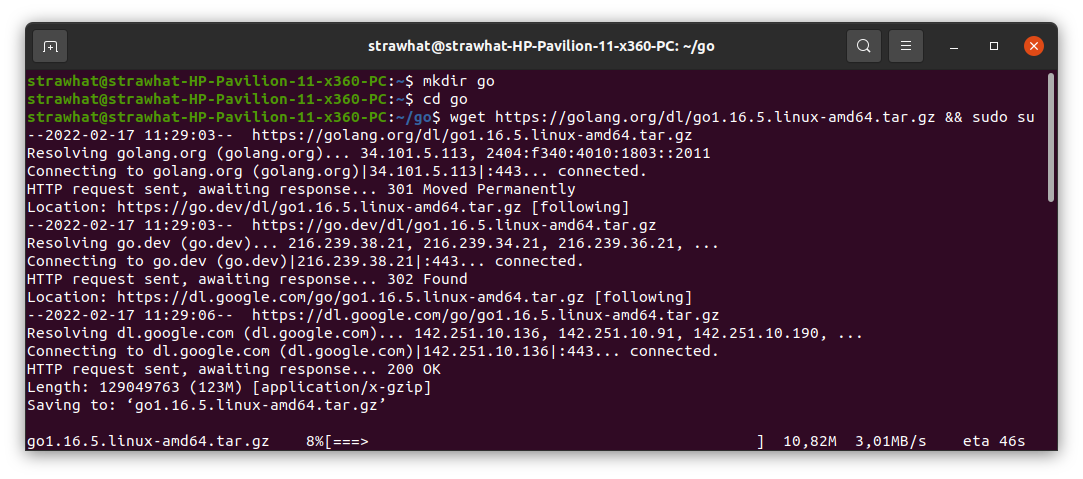 strawhat@strawhat-HP-Pavilion-11-x360-PC: ~/go
strawhat@strawhat-HP-Pavilion-11-x360-PC:~$ mkdir go
strawhat@strawhat-HP-Pavilion-11-x360-PC:~$ cd go
strawhat@strawhat-HP-Pavilion-11-x360-PC:~/go$ wget https://golang.org/dl/go1.16.5.linux-amd64.tar.gz && sudo su
--2022-02-17 11:29:03--  https://golang.org/dl/go1.16.5.linux-amd64.tar.gz
Resolving golang.org (golang.org)... 34.101.5.113, 2404:f340:4010:1803::2011
Connecting to golang.org (golang.org)|34.101.5.113|:443... connected.
HTTP request sent, awaiting response... 301 Moved Permanently
Location: https://go.dev/dl/go1.16.5.linux-amd64.tar.gz [following]
--2022-02-17 11:29:03--  https://go.dev/dl/go1.16.5.linux-amd64.tar.gz
Resolving go.dev (go.dev)... 216.239.38.21, 216.239.34.21, 216.239.36.21, ...
Connecting to go.dev (go.dev)|216.239.38.21|:443... connected.
HTTP request sent, awaiting response... 302 Found
Location: https://dl.google.com/go/go1.16.5.linux-amd64.tar.gz [following]
--2022-02-17 11:29:06--  https://dl.google.com/go/go1.16.5.linux-amd64.tar.gz
Resolving dl.google.com (dl.google.com)... 142.251.10.136, 142.251.10.91, 142.251.10.190, ...
Connecting to dl.google.com (dl.google.com)|142.251.10.136|:443... connected.
HTTP request sent, awaiting response... 200 OK
Length: 129049763 (123M) [application/x-gzip]
Saving to: ‘go1.16.5.linux-amd64.tar.gz’
go1.16.5.linux-amd64.tar.gz    8%[===>                                           ]  10,82M  3,01MB/s    eta 46s